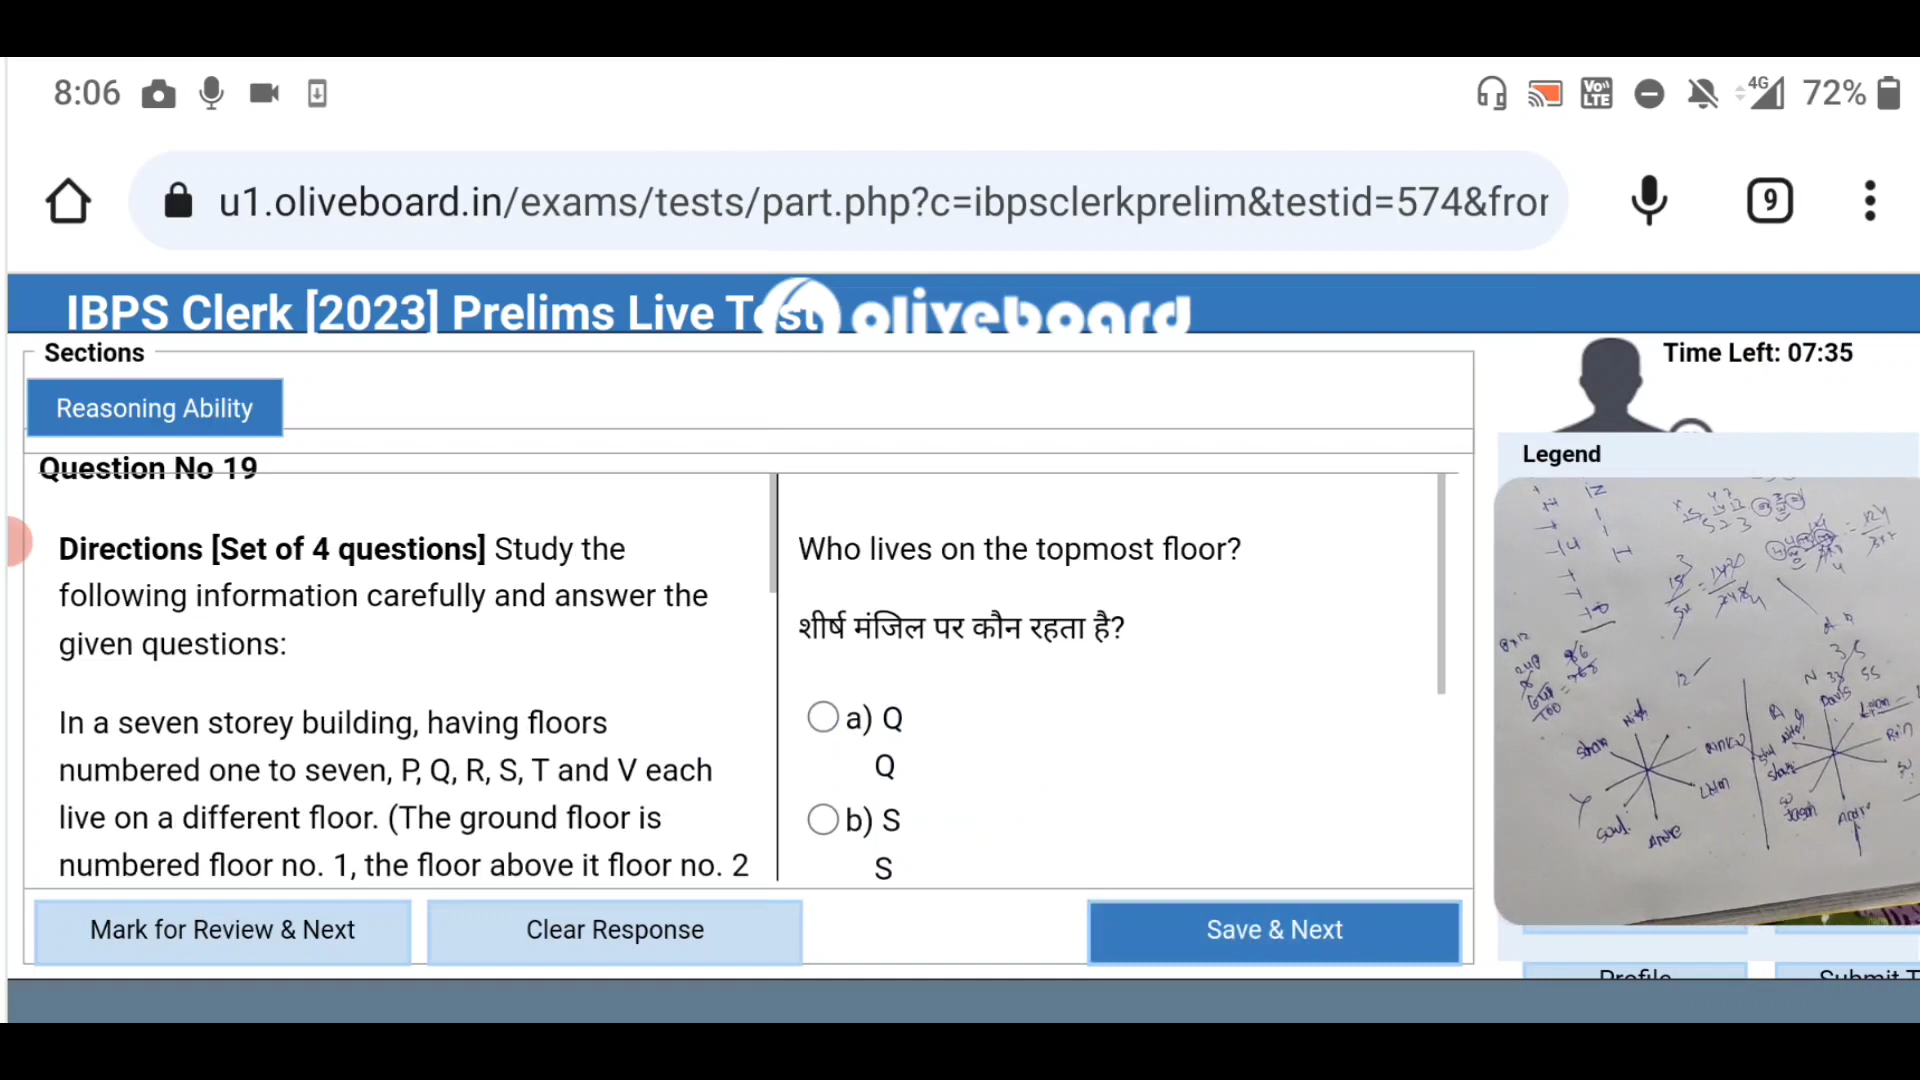 8:06
4G
Vo))
LTE
72%
u1.oliveboard.in/exams/tests/part.php?c=ibpsclerkprelim&testid=574&fror
9
IBPS Clerk [2023] Prelims Live Test
oliveboard
Sections
Time Left: 07:35
Reasoning Ability
Legend
Question No 19
Directions [Set of 4 questions] Study the
following information carefully and answer the
given questions:
In a seven storey building, having floors
numbered one to seven, P, Q, R, S, T and V each
live on a different floor. (The ground floor is
numbered floor no. 1, the floor above it floor no. 2
Who lives on the topmost floor?
शीर्ष मंजिल पर कौन रहता है?
a) Q
Q
b) S
S
Mark for Review & Next
Clear Response
Save & Next
Profile
Submit T